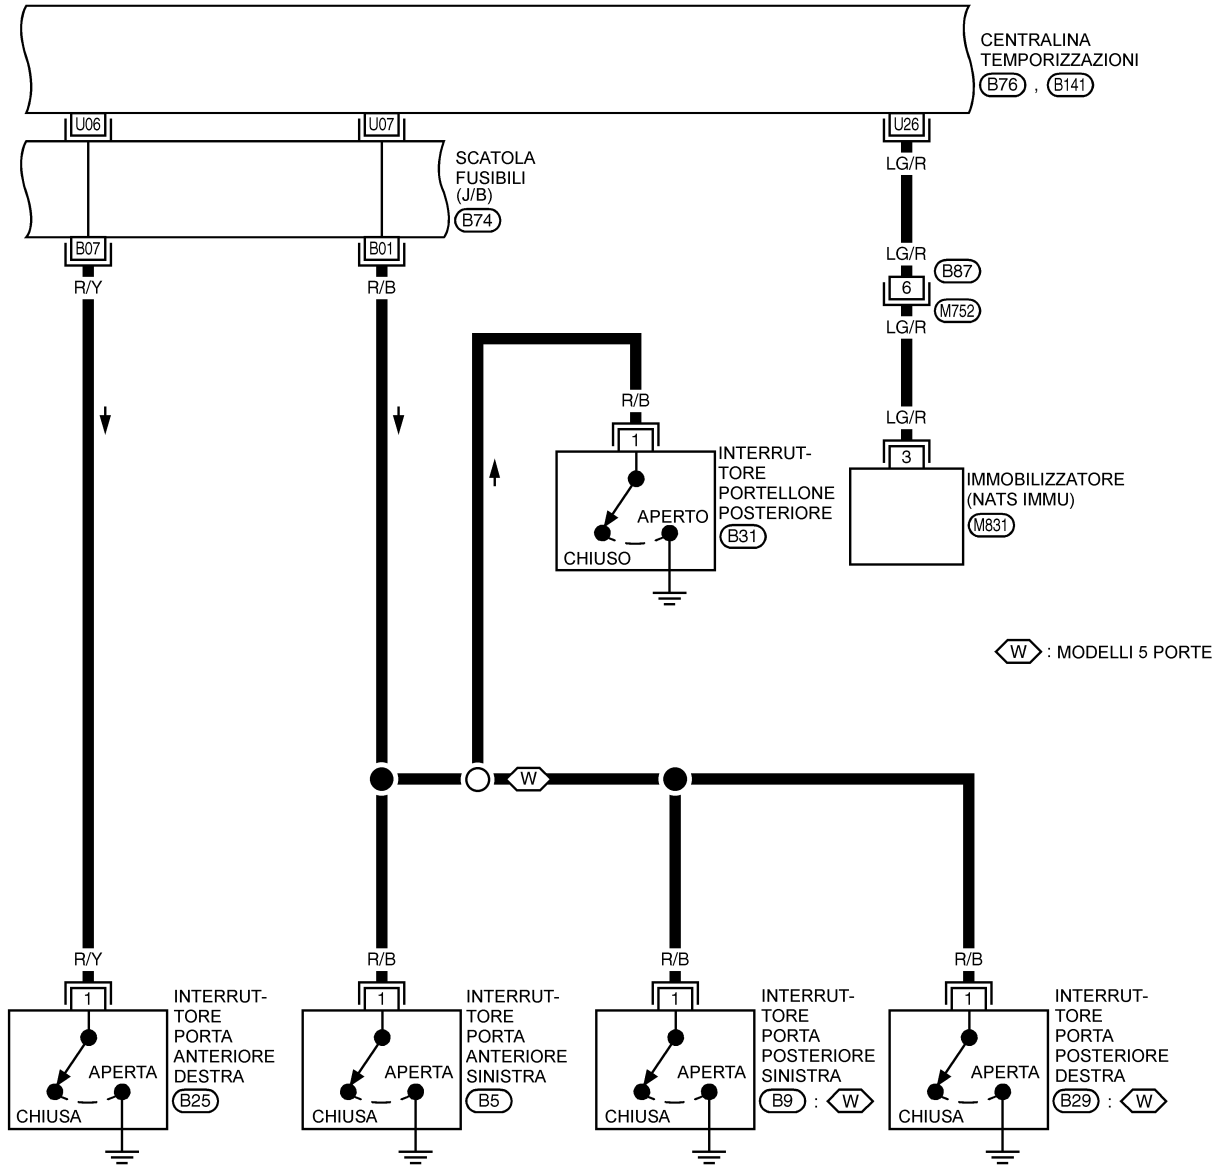 CENTRALINA
TEMPORIZZAZIONI
B76 , B141
U06
U07
U26
LG/R
SCATOLA
FUSIBILI
(J/B)
B74
B07
B01
R/Y
R/B
LG/R
B87
6
M752
LG/R
R/B
1
LG/R
3
INTERRUT-
TORE
PORTELLONE
POSTERIORE
B31
APERTO
CHIUSO
IMMOBILIZZATORE
(NATS IMMU)
M831
W : MODELLI 5 PORTE
W
R/Y
R/B
R/B
R/B
1
1
1
1
INTERRUT-
TORE
PORTA
ANTERIORE
DESTRA
B25
APERTA
CHIUSA
INTERRUT-
TORE
PORTA
ANTERIORE
SINISTRA
B5
APERTA
CHIUSA
INTERRUT-
TORE
PORTA
POSTERIORE
SINISTRA
B9 : W
APERTA
CHIUSA
INTERRUT-
TORE
PORTA
POSTERIORE
DESTRA
B29 : W
APERTA
CHIUSA